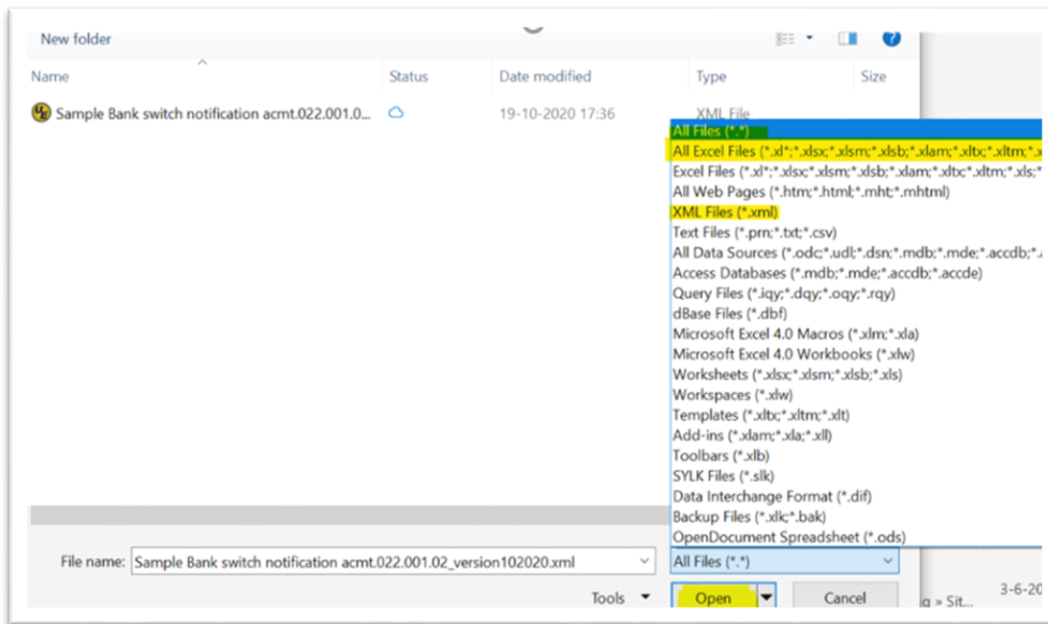 New folder
Name Status Date modified Type Size
Sample Bank switch notification acmt.022.001.0... 19-10-2020 17:36 XML File
All Files (*.*)
All Excel Files (*.xl*;*.xlsx;*.xlsm;*.xlsb;*.xlam;*.xltx;*.xltm;*.x
Excel Files (*.xl*;*.xlsx;*.xlsm;*.xlsb;*.xlam;*.xltx;*.xltm;*.xls;*
All Web Pages (*.htm;*.html;*.mht;*.mhtml)
XML Files (*.xml)
Text Files (*.prn;*.txt;*.csv)
All Data Sources (*.odc;*.udl;*.dsn;*.mdb;*.mde;*.accdb;*.
Access Databases (*.mdb;*.mde;*.accdb;*.accde)
Query Files (*.iqy;*.dqy;*.oqy;*.rqy)
dBase Files (*.dbf)
Microsoft Excel 4.0 Macros (*.xlm;*.xla)
Microsoft Excel 4.0 Workbooks (*.xlw)
Worksheets (*.xlsx;*.xlsm;*.xlsb;*.xls)
Workspaces (*.xlw)
Templates (*.xltx;*.xltm;*.xlt)
Add-ins (*.xlam;*.xla;*.xll)
Toolbars (*.xlb)
SYLK Files (*.slk)
Data Interchange Format (*.dif)
Backup Files (*.xlk;*.bak)
OpenDocument Spreadsheet (*.ods)
File name: Sample Bank switch notification acmt.022.001.02_version102020.xml All Files (*.*)
Tools Open Cancel
» Sit... 3-6-20